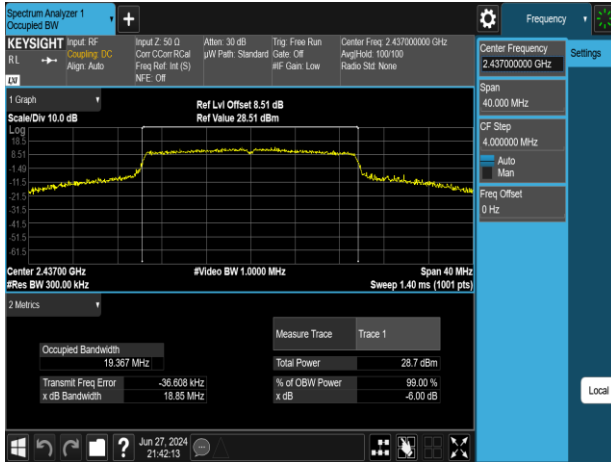 Spectrum Analyzer 1
Occupied BW
Frequency
KEYSIGHT
RL
Input: RF
Coupling: DC
Align: Auto
Input Z: 50 Ω
Corr CCorr RCal
Freq Ref: Int (S)
NFE: Off
Atten: 30 dB
µW Path: Standard
Trig: Free Run
Gate: Off
#IF Gain: Low
Center Freq: 2.437000000 GHz
Avg|Hold: 100/100
Radio Std: None
LXI
Center Frequency
2.437000000 GHz
Settings
Span
40.000 MHz
CF Step
4.000000 MHz
Auto
Man
Freq Offset
0 Hz
1 Graph
Scale/Div 10.0 dB
Ref Lvl Offset 8.51 dB
Ref Value 28.51 dBm
Log
18.5
8.51
-1.49
-11.5
-21.5
-31.5
-41.5
-51.5
-61.5
Center 2.43700 GHz
#Res BW 300.00 kHz
#Video BW 1.0000 MHz
Span 40 MHz
Sweep 1.40 ms (1001 pts)
2 Metrics
Measure Trace
Trace 1
Occupied Bandwidth
19.367 MHz
Total Power
28.7 dBm
Transmit Freq Error
-36.608 kHz
% of OBW Power
99.00 %
x dB Bandwidth
18.85 MHz
x dB
-6.00 dB
Local
Jun 27, 2024
21:42:13